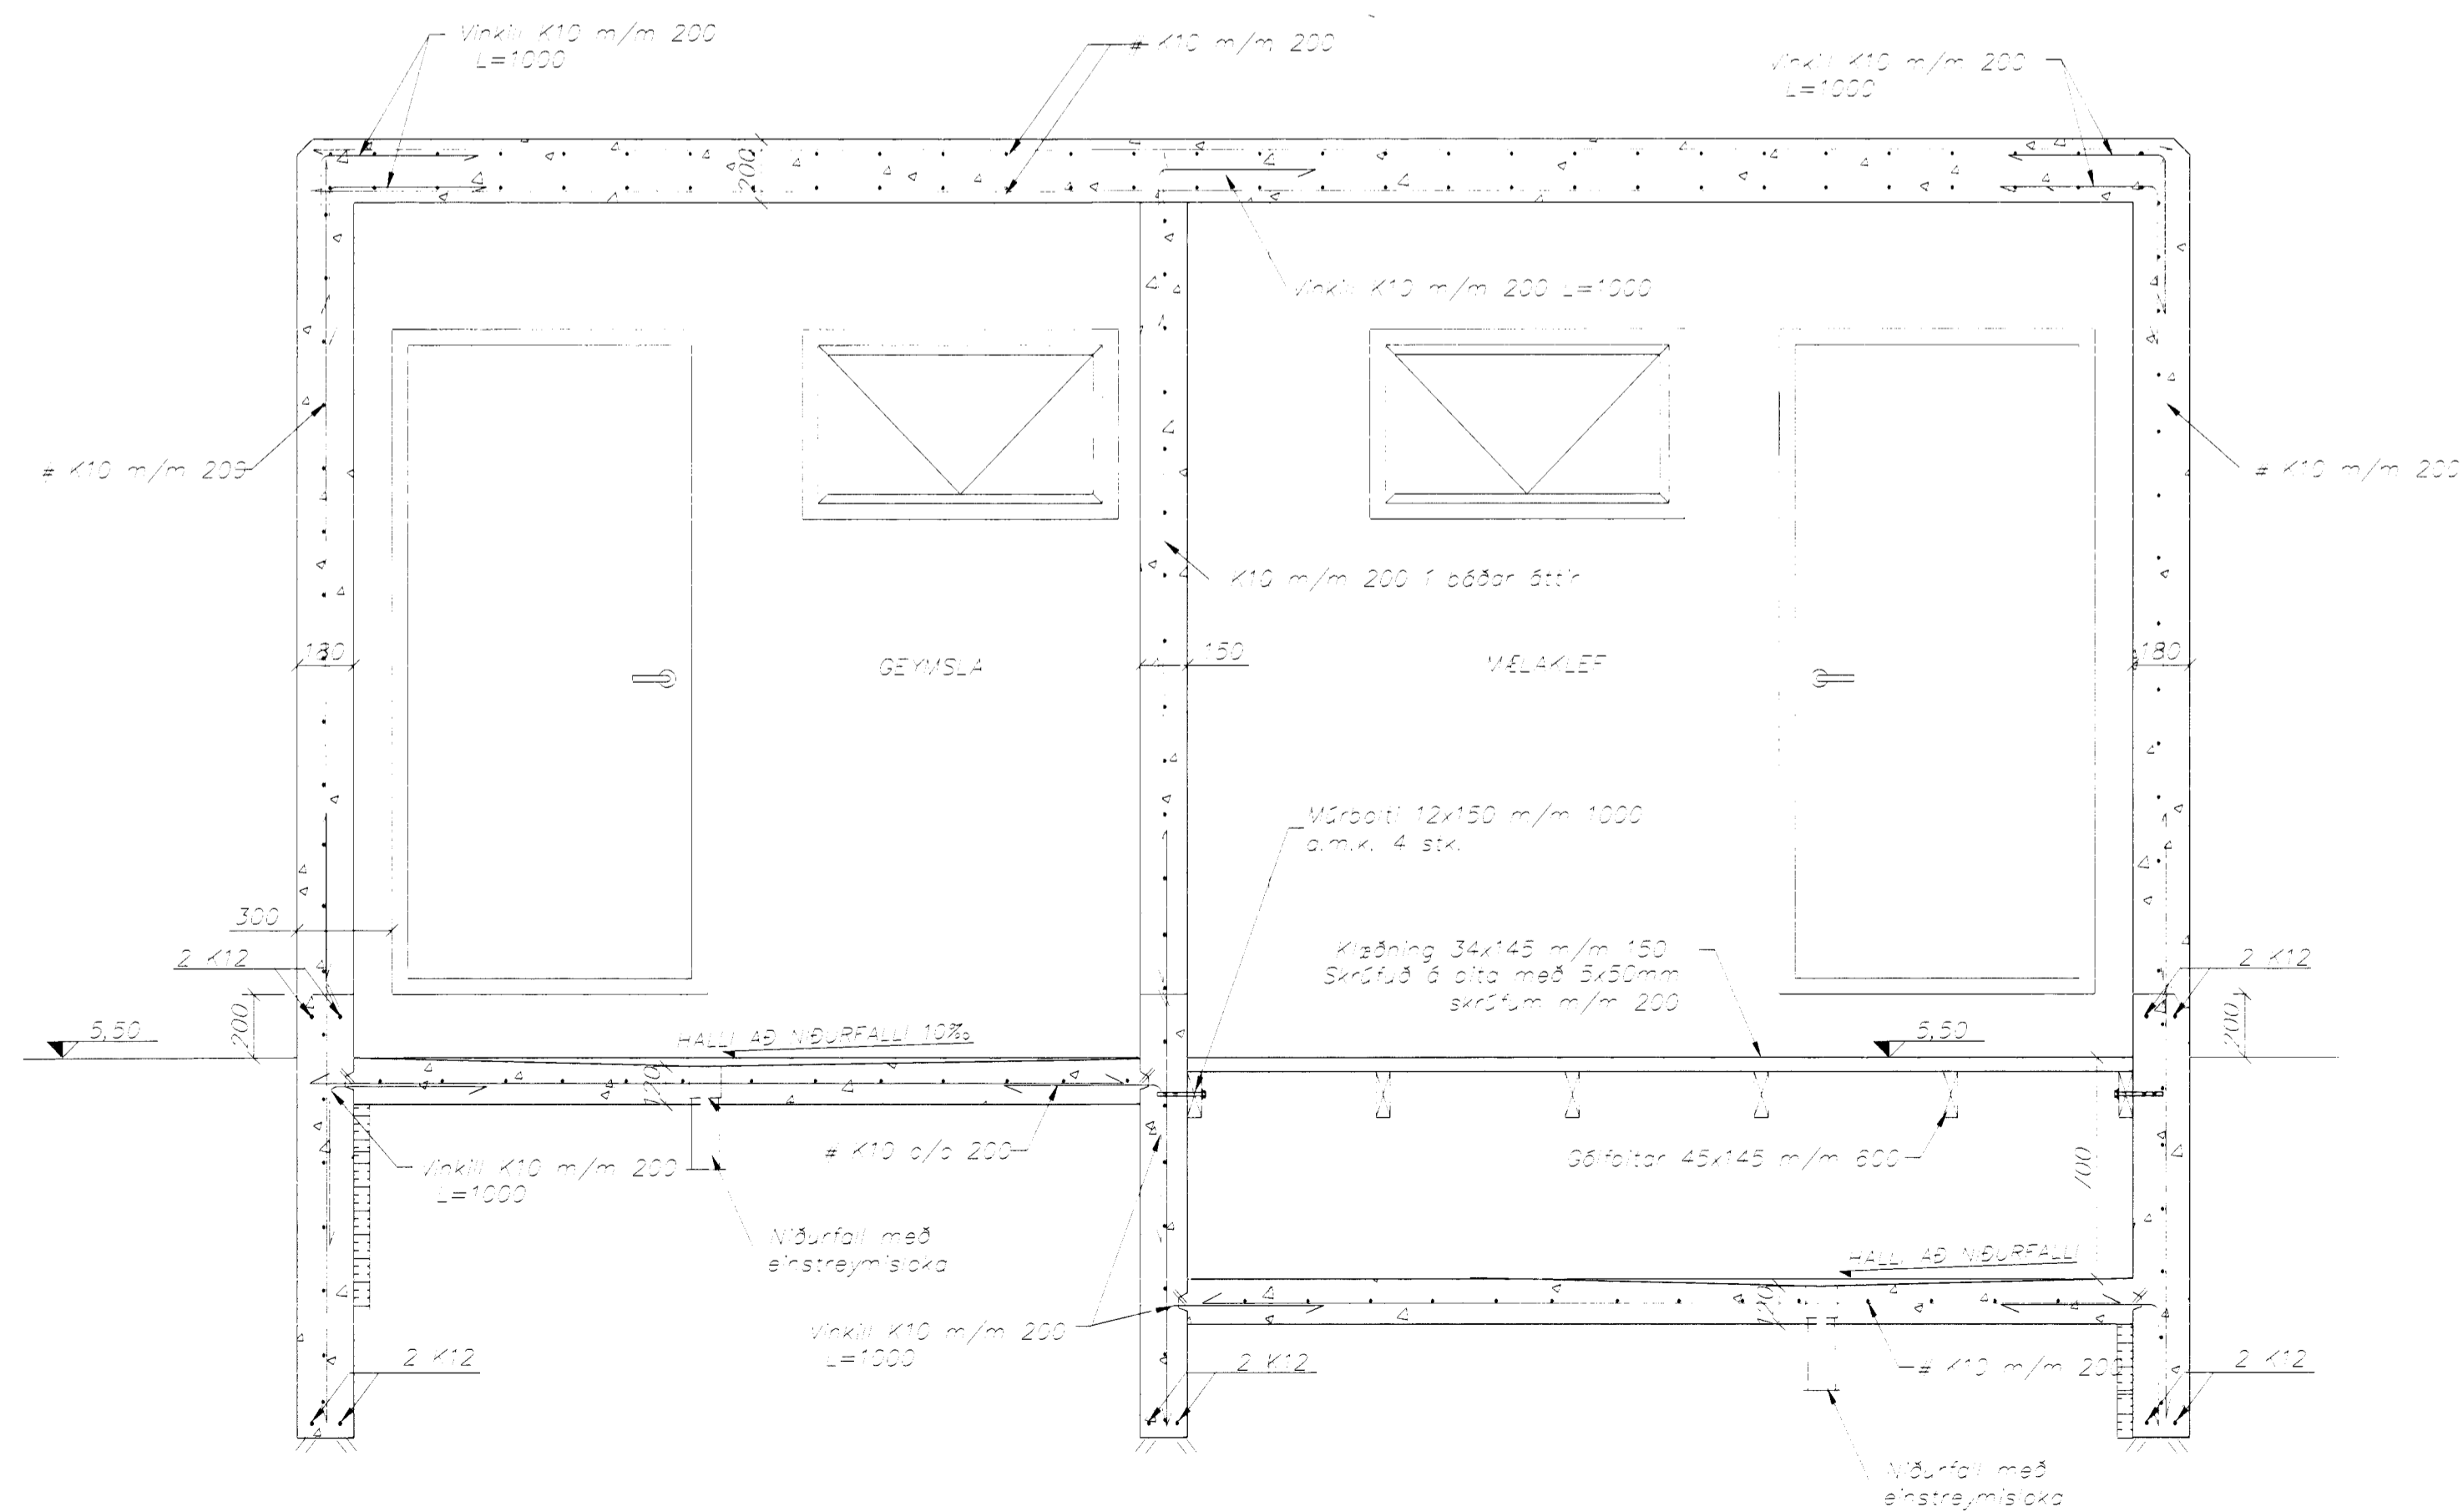 Vinkill K10 m/m 200
L=1000
# K10 m/m 200
Vinkill K10 m/m 200
L=1000
200
Vinkill K10 m/m 200 L=1000
# K10 m/m 209
# K10 m/m 200
K10 m/m 200 í báðar áttir
180
GEYMSLA
150
MÆLAKLEF
180
Múrbolti 12x150 m/m 1000
a.m.k. 4 stk.
300
2 K12
Klæðning 34x145 m/m 150
Skrúfuð á bita með 5x50mm
skrúfum m/m 200
2 K12
5,50
200
HALLI AÐ NIÐURFALLI 10‰
5,50
200
120
# K10 c/c 200
Gólfbitar 45x145 m/m 600
700
Vinkill K10 m/m 200
L=1000
Niðurfall með
einstreymisloka
HALLI AÐ NIÐURFALLI
120
Vinkill K10 m/m 200
L=1000
2 K12
2 K12
# K10 m/m 200
2 K12
Niðurfall með
einstreymisloka